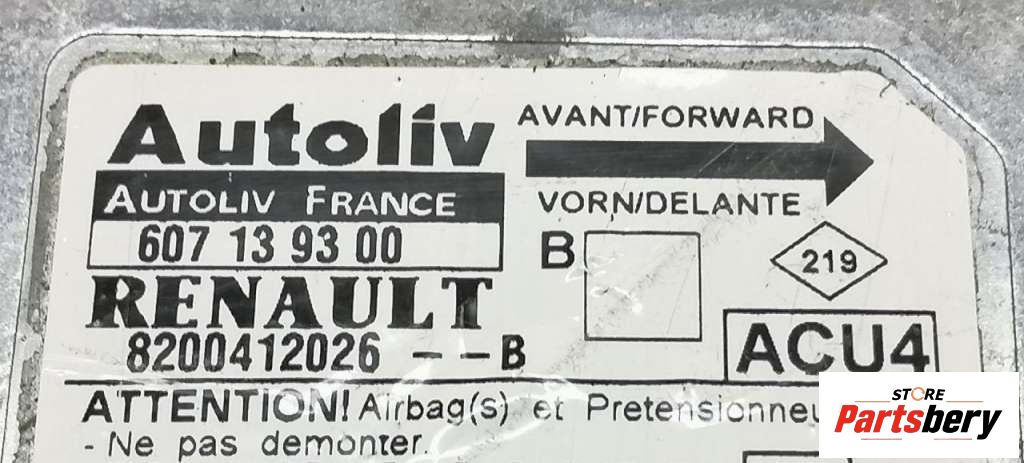 Autoliv
AUTOLIV FRANCE
607 13 93 00
RENAULT
8200412026 --B
AVANT/FORWARD
VORN/DELANTE
B
219
ACU4
ATTENTION! Airbag(s) et Pretensionneu
- Ne pas demonter.
STORE
Partsbery